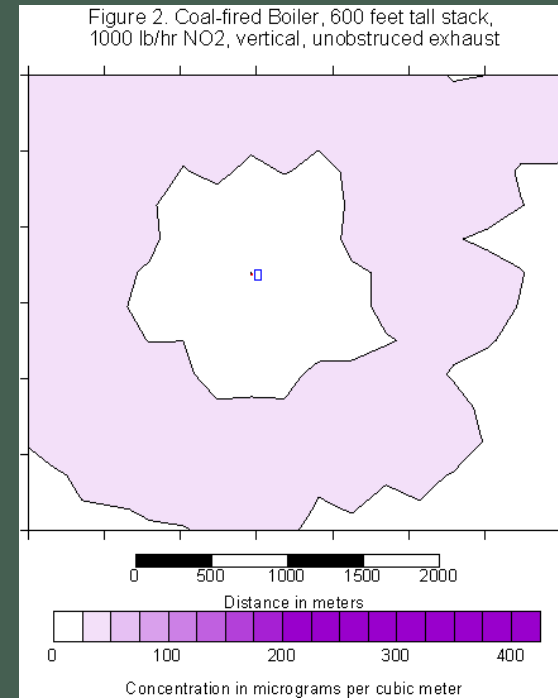 Figure 2. Coal-fired Boiler, 600 feet tall stack,
1000 lb/hr NO2, vertical, unobstruced exhaust
0 500 1000 1500 2000
Distance in meters
0 100 200 300 400
Concentration in micrograms per cubic meter